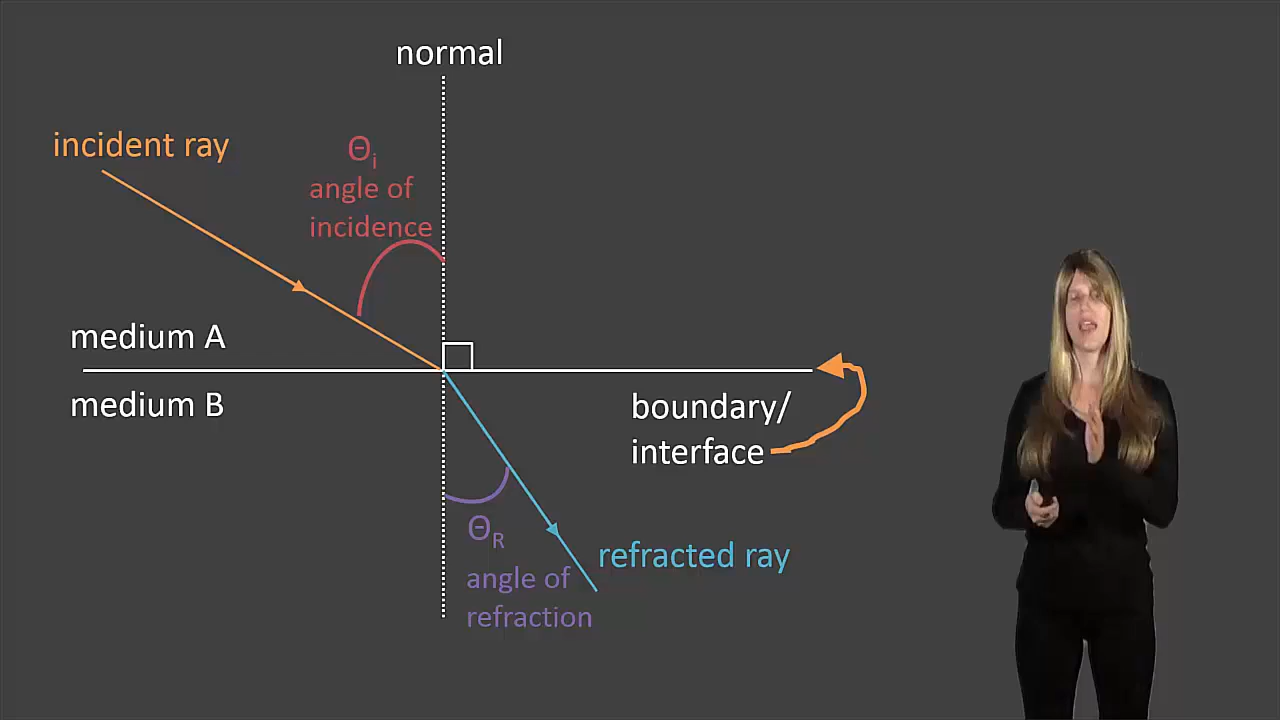 normal
incident ray
Θi
angle of
incidence
medium A
medium B
boundary/
interface
ΘR
refracted ray
angle of
refraction